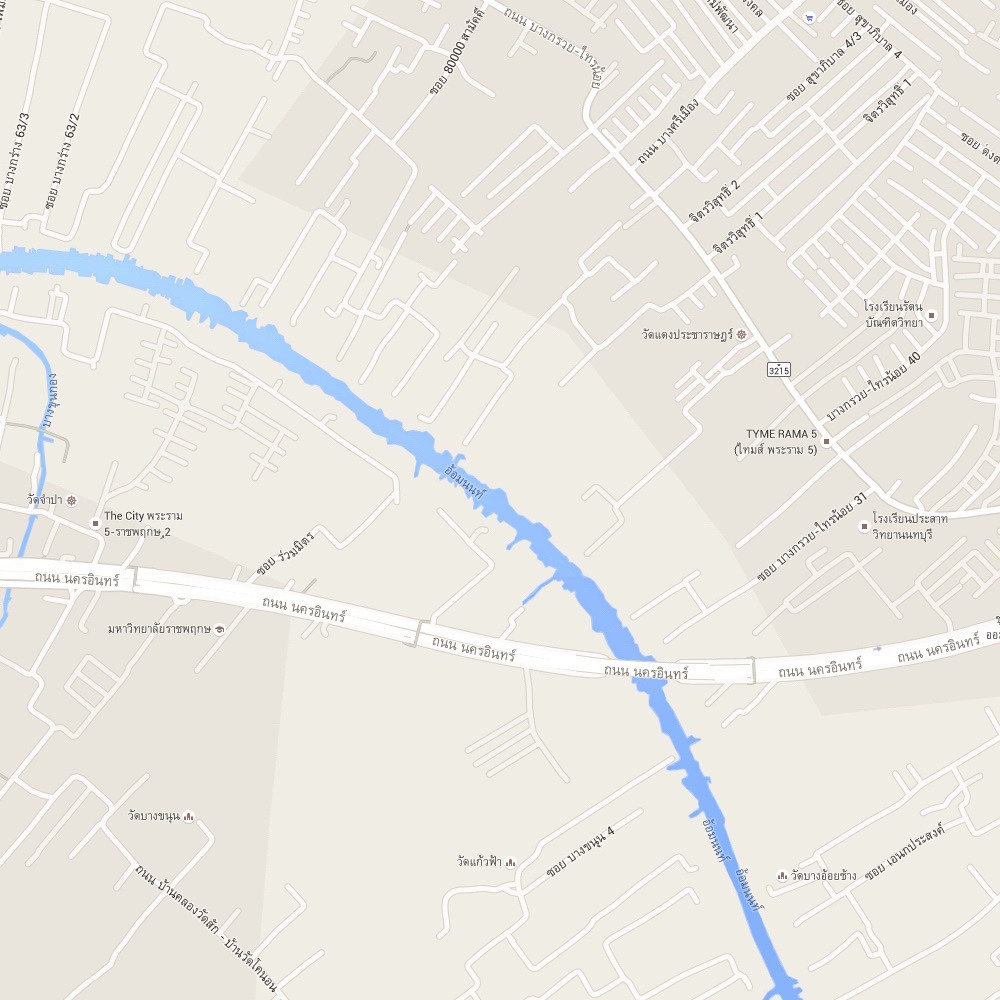 ถนน บางกรวย-ไทรน้อย
ซอย 80000 สามัคคี
ซอย สุขาภิบาล 4
ซอย สุขาภิบาล 4/3
จิตรวิสุทธิ์ 1
ซอย บางกร่าง 63/3
ซอย บางกร่าง 63/2
ถนน บางศรีเมือง
จิตรวิสุทธิ์ 2
จิตรวิสุทธิ์ 1
โรงเรียนรัตน
บัณฑิตวิทยา
วัดแดงประชาราษฎร์
3215
บางกรวย-ไทรน้อย 40
บางขุนกอง
TYME RAMA 5
(ไทมส์ พระราม 5)
อ้อมนนท์
วัดจำปา
The City พระราม
5-ราชพฤกษ์ 2
บางกรวย-ไทรน้อย 31
ซอย
โรงเรียนประสาท
วิทยานนทบุรี
ซอย ร่วมมิตร
ถนน นครอินทร์
ถนน นครอินทร์
มหาวิทยาลัยราชพฤกษ์
ถนน นครอินทร์
ถนน นครอินทร์
ถนน นครอินทร์
ถนน นครอินทร์
วัดบางขนุน
อ้อมนนท์
ซอย บางขนุน 4
ซอย เอนกประสงค์
วัดแก้วฟ้า
วัดบางอ้อยช้าง
อ้อมนนท์
ถนน บ้านคลองวัดสัก - บ้านวัดโคนอน